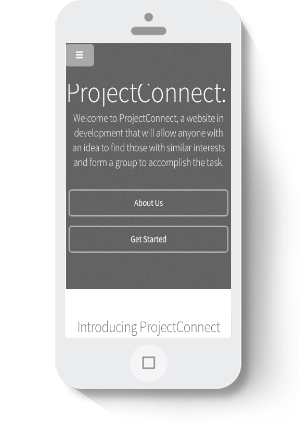 ProjectConnect:
Welcome to ProjectConnect, a website in
development that will allow anyone with
an idea to find those with similar interests
and form a group to accomplish the task.
About Us
Get Started
Introducing ProjectConnect